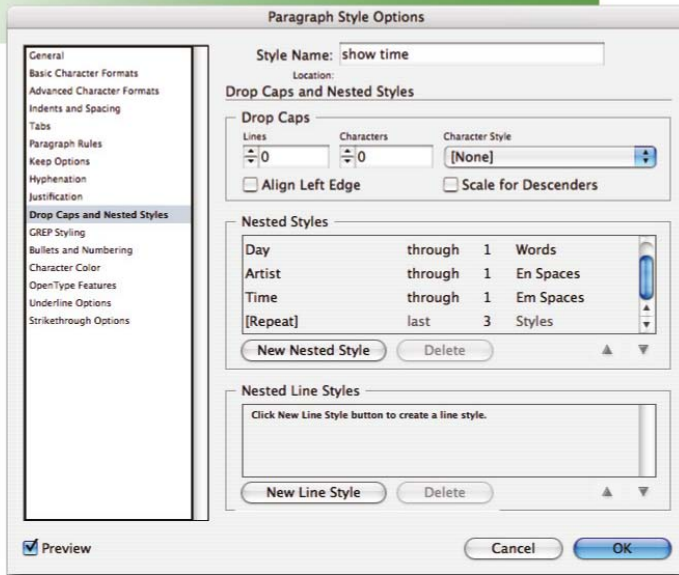 Paragraph Style Options
General
Basic Character Formats
Advanced Character Formats
Indents and Spacing
Tabs
Paragraph Rules
Keep Options
Hyphenation
Justification
Drop Caps and Nested Styles
GREP Styling
Bullets and Numbering
Character Color
OpenType Features
Underline Options
Strikethrough Options
Style Name: show time
Location:
Drop Caps and Nested Styles
Drop Caps
Lines Characters Character Style
0 0 [None]
Align Left Edge Scale for Descenders
Nested Styles
Day through 1 Words
Artist through 1 En Spaces
Time through 1 Em Spaces
[Repeat] last 3 Styles
New Nested Style Delete
Nested Line Styles
Click New Line Style button to create a line style.
New Line Style Delete
Preview Cancel OK